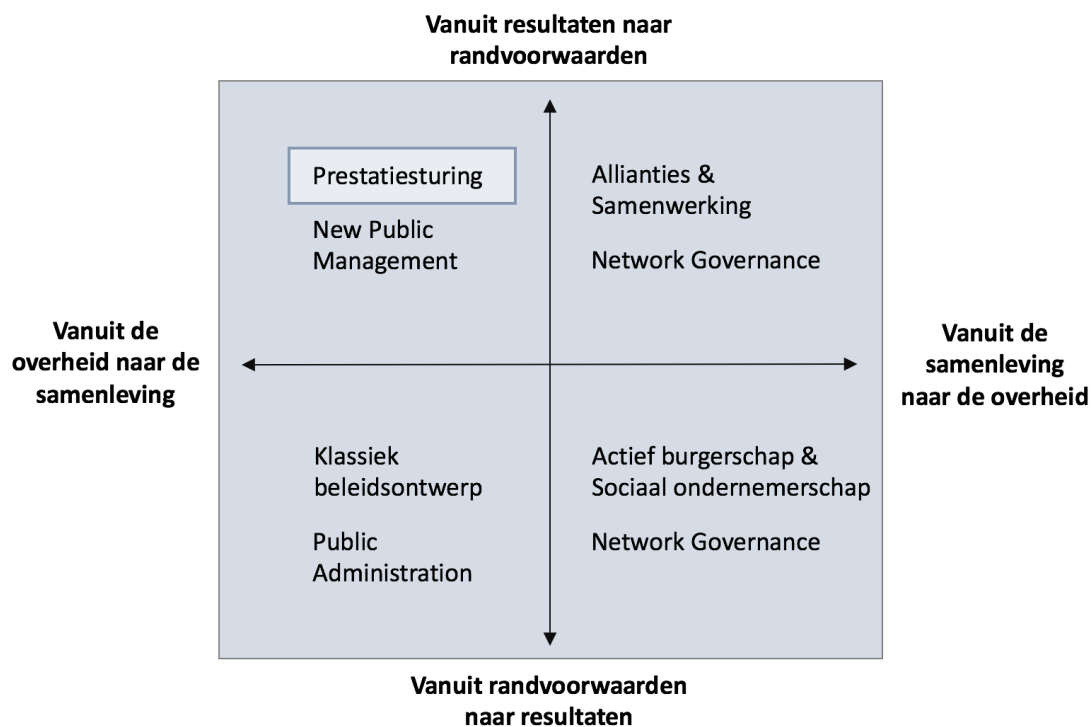 Vanuit resultaten naar
randvoorwaarden
Prestatiesturing
New Public
Management
Allianties &
Samenwerking
Network Governance
Vanuit de
overheid naar de
samenleving
Vanuit de
samenleving
naar de overheid
Klassiek
beleidsontwerp
Public
Administration
Actief burgerschap &
Sociaal ondernemerschap
Network Governance
Vanuit randvoorwaarden
naar resultaten